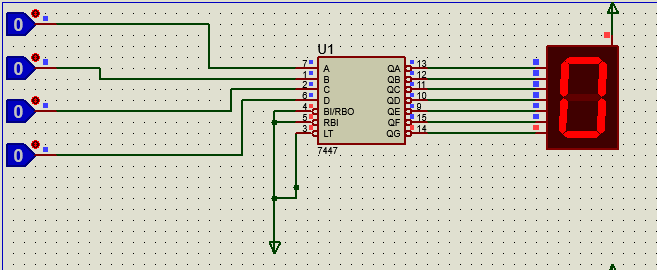 0
0
0
0
U1
7 A QA 13
1 B QB 12
2 C QC 11
6 D QD 10
4 BI/RBO QE 9
5 RBI QF 15
3 LT QG 14
7447
0